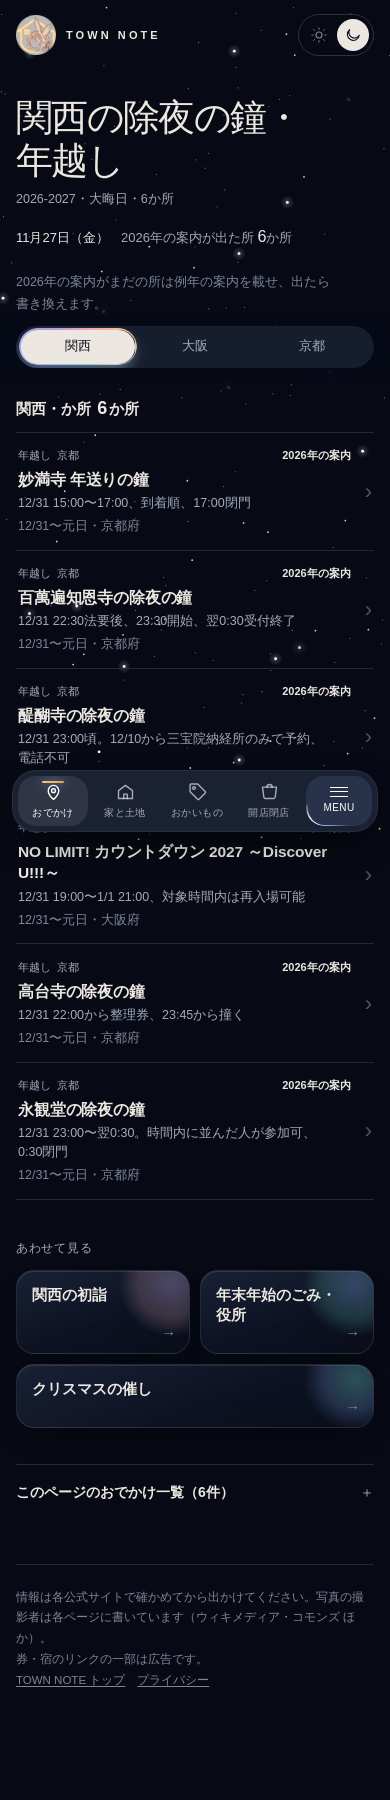 TOWN NOTE
関西の除夜の鐘・
年越し
2026-2027・大晦日・6か所
11月27日（金） 2026年の案内が出た所 6か所
2026年の案内がまだの所は例年の案内を載せ、出たら
書き換えます。
関西 大阪 京都
関西・か所 6か所
年越し 京都 2026年の案内
妙満寺 年送りの鐘
12/31 15:00〜17:00、到着順、17:00閉門
12/31〜元日・京都府
年越し 京都 2026年の案内
百萬遍知恩寺の除夜の鐘
12/31 22:30法要後、23:30開始、翌0:30受付終了
12/31〜元日・京都府
年越し 京都 2026年の案内
醍醐寺の除夜の鐘
12/31 23:00頃、12/10から三宝院納経所のみで予約、
電話不可
おでかけ 家と土地 おかいもの 開店閉店 MENU
NO LIMIT! カウントダウン 2027 ～Discover
U!!!～
12/31 19:00〜1/1 21:00、対象時間内は再入場可能
12/31〜元日・大阪府
年越し 京都 2026年の案内
高台寺の除夜の鐘
12/31 22:00から整理券、23:45から撞く
12/31〜元日・京都府
年越し 京都 2026年の案内
永観堂の除夜の鐘
12/31 23:00〜翌0:30。時間内に並んだ人が参加可、
0:30閉門
12/31〜元日・京都府
あわせて見る
関西の初詣 →
年末年始のごみ・
役所 →
クリスマスの催し →
このページのおでかけ一覧（6件） +
情報は各公式サイトで確かめてから出かけてください。写真の撮
影者は各ページに書いています（ウィキメディア・コモンズ ほ
か）。
券・宿のリンクの一部は広告です。
TOWN NOTE トップ プライバシー